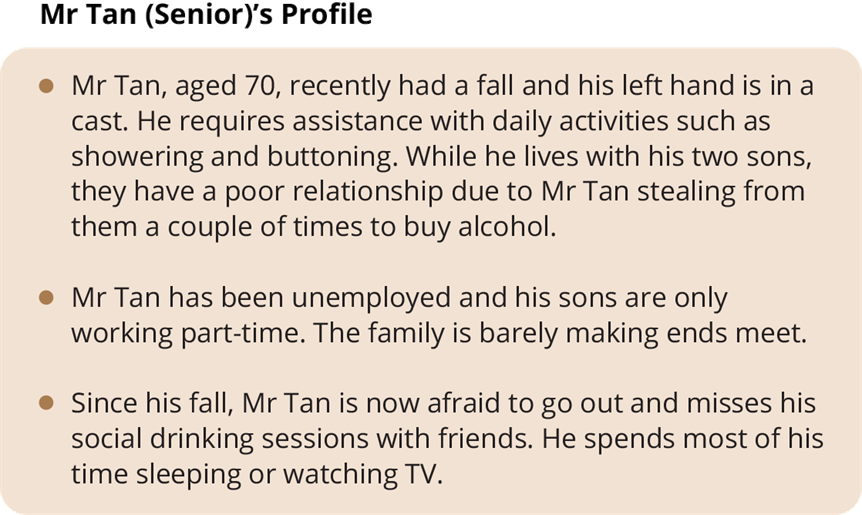 Mr Tan (Senior)’s Profile
Mr Tan, aged 70, recently had a fall and his left hand is in a
cast. He requires assistance with daily activities such as
showering and buttoning. While he lives with his two sons,
they have a poor relationship due to Mr Tan stealing from
them a couple of times to buy alcohol.
Mr Tan has been unemployed and his sons are only
working part-time. The family is barely making ends meet.
Since his fall, Mr Tan is now afraid to go out and misses his
social drinking sessions with friends. He spends most of his
time sleeping or watching TV.